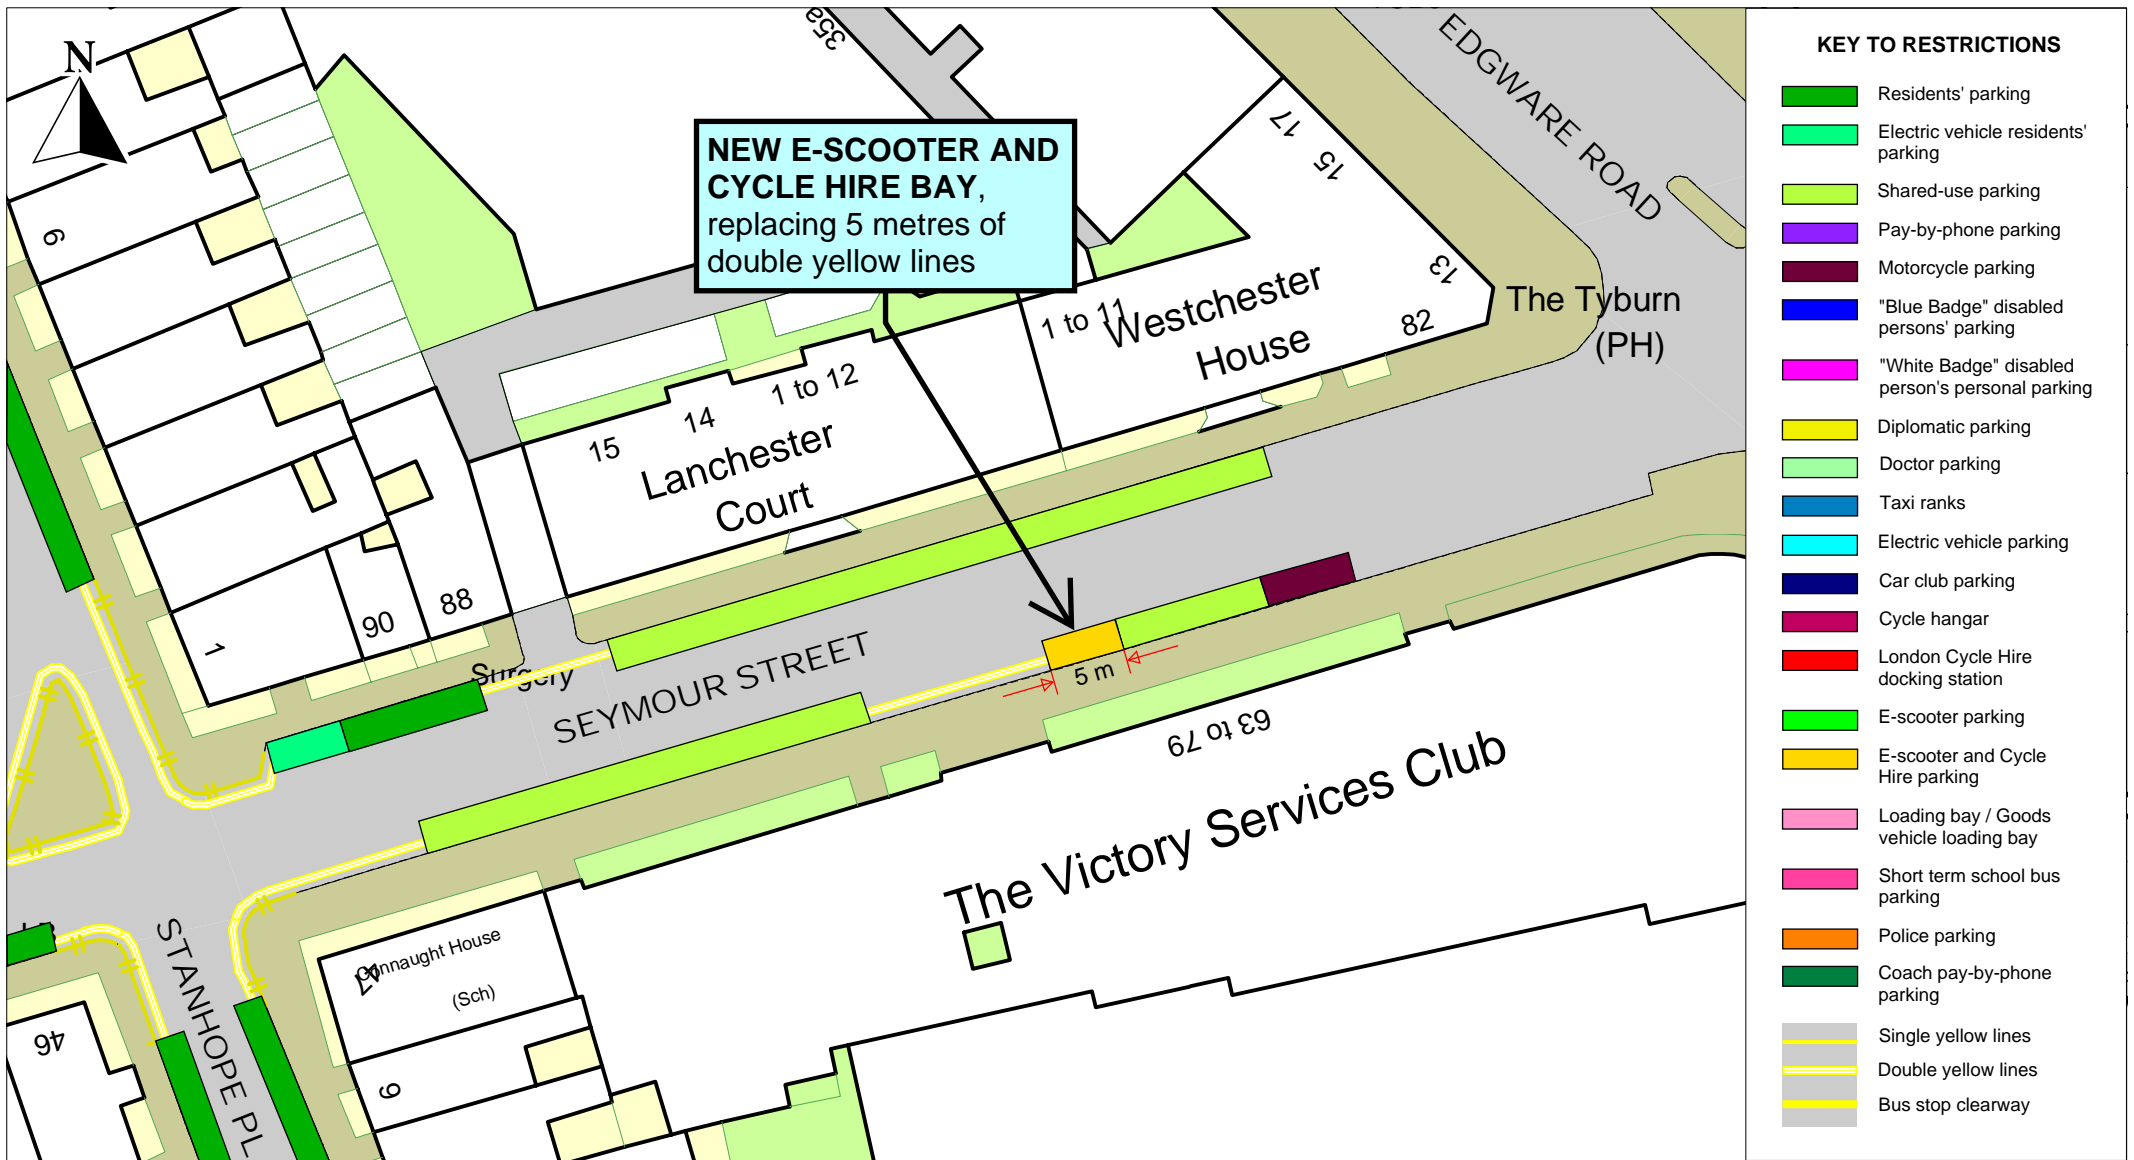 N
35a
EDGWARE ROAD
NEW E-SCOOTER AND
CYCLE HIRE BAY,
replacing 5 metres of
double yellow lines
17
15
13
82
6
1 to 11
Westchester
House
The Tyburn
(PH)
15
14
1 to 12
Lanchester
Court
1
90
88
Surgery
SEYMOUR STREET
5 m
63 to 79
The Victory Services Club
Connaught House
(Sch)
47
STANHOPE PL
46
9
KEY TO RESTRICTIONS
Residents' parking
Electric vehicle residents'
parking
Shared-use parking
Pay-by-phone parking
Motorcycle parking
"Blue Badge" disabled
persons' parking
"White Badge" disabled
person's personal parking
Diplomatic parking
Doctor parking
Taxi ranks
Electric vehicle parking
Car club parking
Cycle hangar
London Cycle Hire
docking station
E-scooter parking
E-scooter and Cycle
Hire parking
Loading bay / Goods
vehicle loading bay
Short term school bus
parking
Police parking
Coach pay-by-phone
parking
Single yellow lines
Double yellow lines
Bus stop clearway